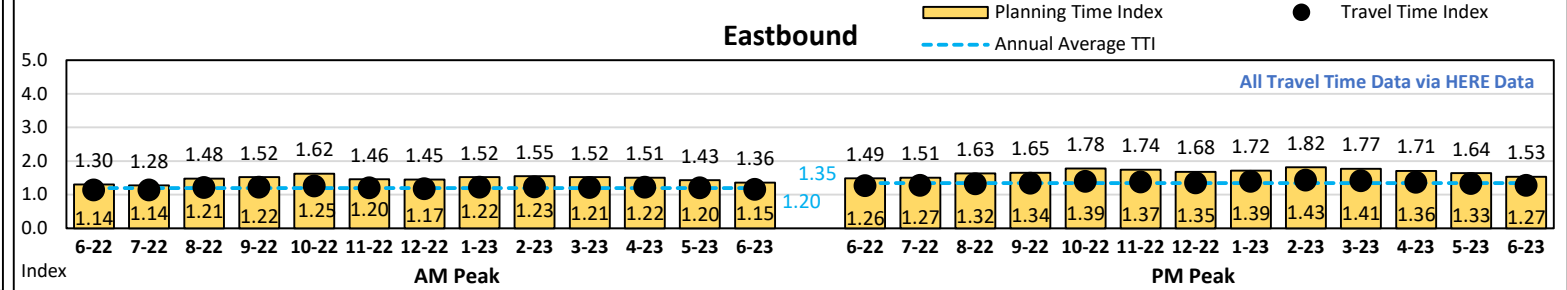 Planning Time Index Travel Time Index
Eastbound
Annual Average TTI
5.0
All Travel Time Data via HERE Data
4.0
3.0
2.0
1.30 1.28 1.48 1.52 1.62 1.46 1.45 1.52 1.55 1.52 1.51 1.43 1.36 1.35 1.49 1.51 1.63 1.65 1.78 1.74 1.68 1.72 1.82 1.77 1.71 1.64 1.53
1.0
1.20
1.14 1.14 1.21 1.22 1.25 1.20 1.17 1.22 1.23 1.21 1.22 1.20 1.15 1.26 1.27 1.32 1.34 1.39 1.37 1.35 1.39 1.43 1.41 1.36 1.33 1.27
0.0
6-22 7-22 8-22 9-22 10-22 11-22 12-22 1-23 2-23 3-23 4-23 5-23 6-23 6-22 7-22 8-22 9-22 10-22 11-22 12-22 1-23 2-23 3-23 4-23 5-23 6-23
Index AM Peak PM Peak